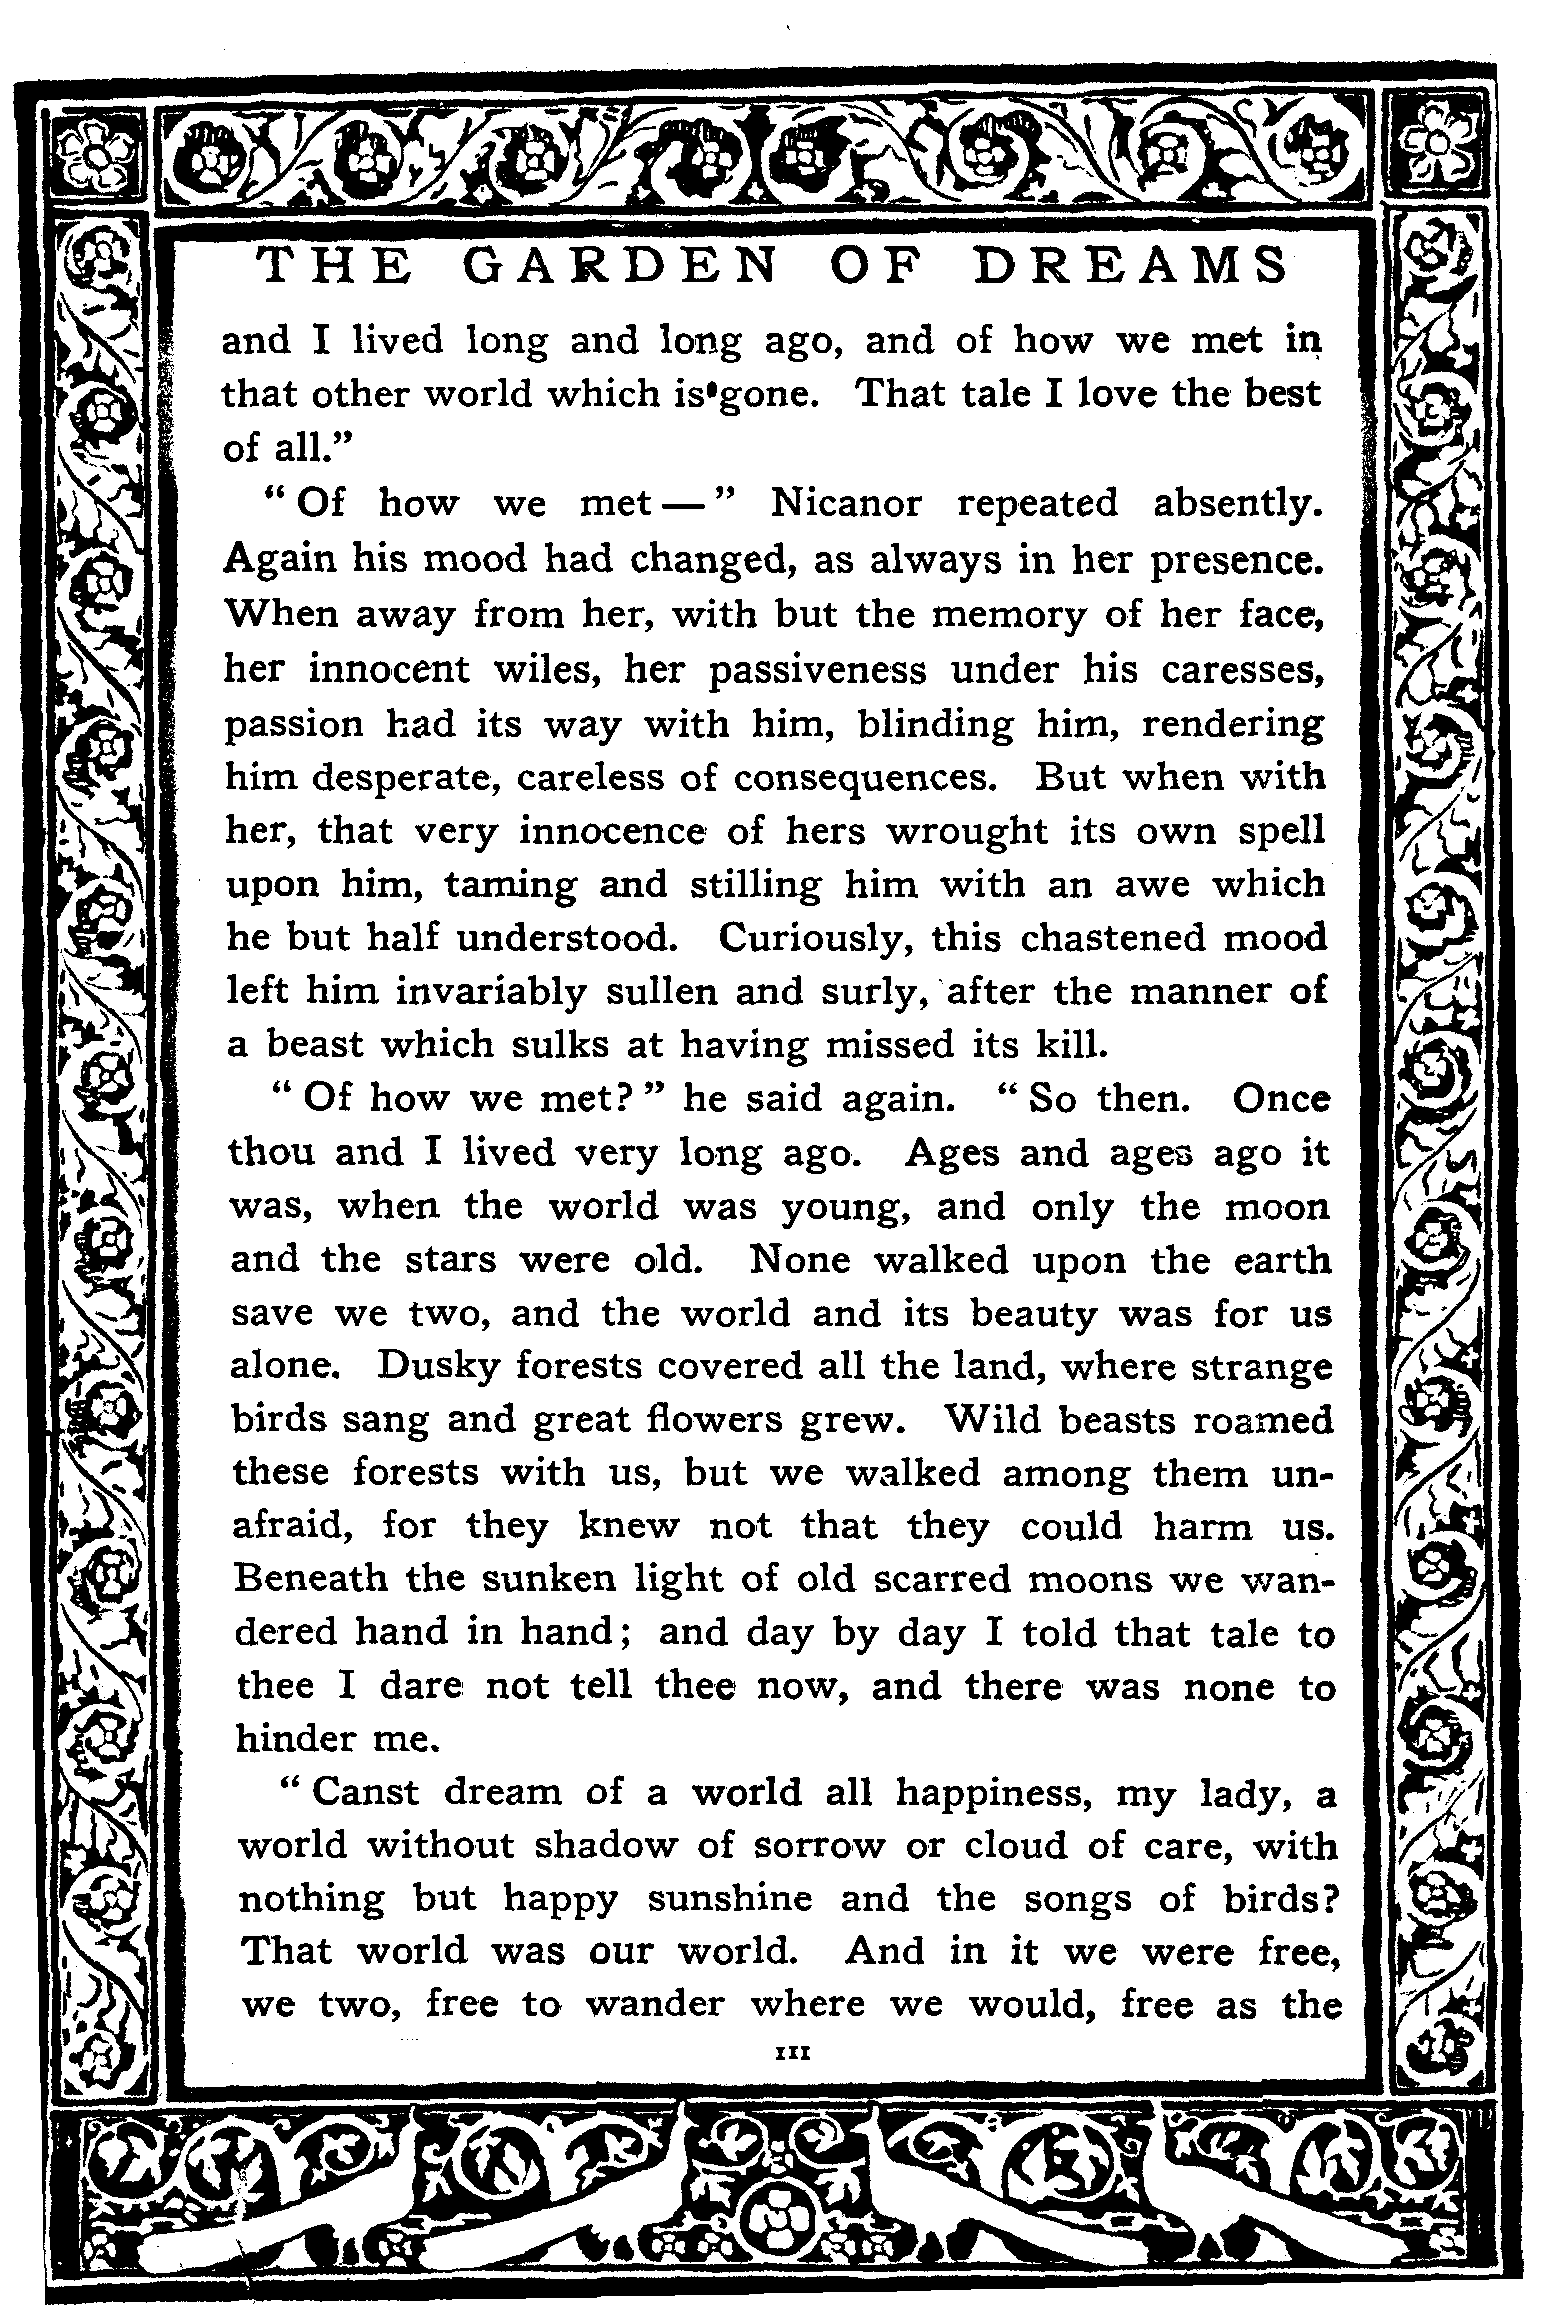 THE GARDEN OF DREAMS
and I lived long and long ago, and of how we met in
that other world which is gone. That tale I love the best
of all.”
“Of how we met—” Nicanor repeated absently.
Again his mood had changed, as always in her presence.
When away from her, with but the memory of her face,
her innocent wiles, her passiveness under his caresses,
passion had its way with him, blinding him, rendering
him desperate, careless of consequences. But when with
her, that very innocence of hers wrought its own spell
upon him, taming and stilling him with an awe which
he but half understood. Curiously, this chastened mood
left him invariably sullen and surly, after the manner of
a beast which sulks at having missed its kill.
“Of how we met?” he said again. “So then. Once
thou and I lived very long ago. Ages and ages ago it
was, when the world was young, and only the moon
and the stars were old. None walked upon the earth
save we two, and the world and its beauty was for us
alone. Dusky forests covered all the land, where strange
birds sang and great flowers grew. Wild beasts roamed
these forests with us, but we walked among them un-
afraid, for they knew not that they could harm us.
Beneath the sunken light of old scarred moons we wan-
dered hand in hand; and day by day I told that tale to
thee I dare not tell thee now, and there was none to
hinder me.
“Canst dream of a world all happiness, my lady, a
world without shadow of sorrow or cloud of care, with
nothing but happy sunshine and the songs of birds?
That world was our world. And in it we were free,
we two, free to wander where we would, free as the
111